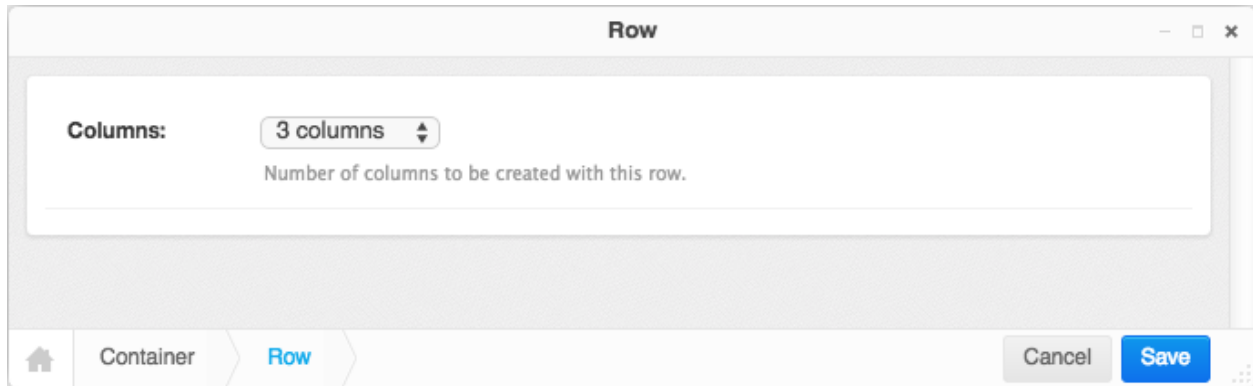 Row
Columns:
3 columns
Number of columns to be created with this row.
Container
Row
Cancel
Save